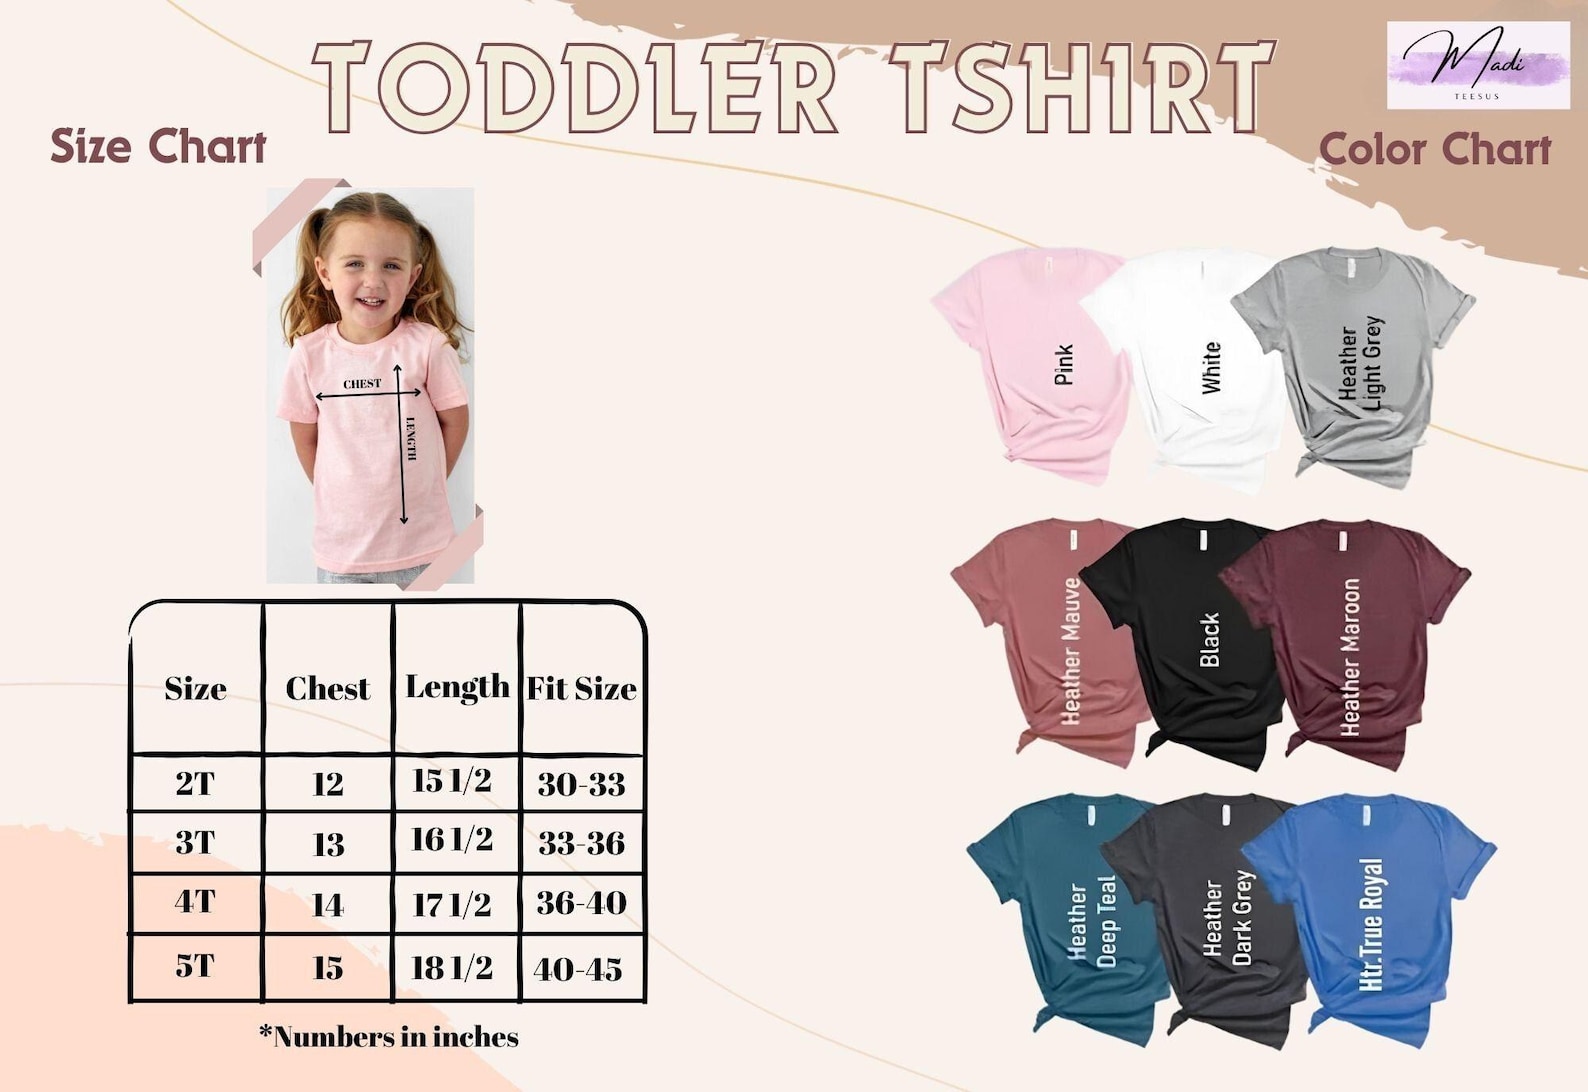 TODDLER TSHIRT
Madi
TEESUS
Size Chart
Color Chart
CHEST
LENGTH
Pink
White
Heather
Light Grey
Heather Mauve
Black
Heather Maroon
Heather
Deep Teal
Heather
Dark Grey
Htr.True Royal
Size Chest Length Fit Size
2T 12 15 1/2 30-33
3T 13 16 1/2 33-36
4T 14 17 1/2 36-40
5T 15 18 1/2 40-45
*Numbers in inches